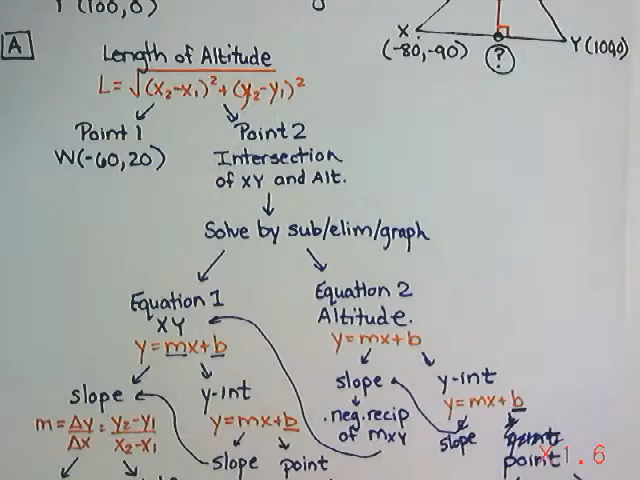 Y (100,0)
A
X
(-80,-90)
?
Y (100,0)
Length of Altitude
L = √(x₂-x₁)² + (y₂-y₁)²
Point 1
W(-60,20)
Point 2
Intersection
of XY and Alt.
Solve by sub/elim/graph
Equation 1
XY
y = mx + b
Equation 2
Altitude.
y = mx + b
slope
m = Δy = y₂-y₁
Δx x₂-x₁
y-int
y = mx + b
slope point
slope
neg. recip
of mxy
y-int
y = mx + b
slope
point
x1.6